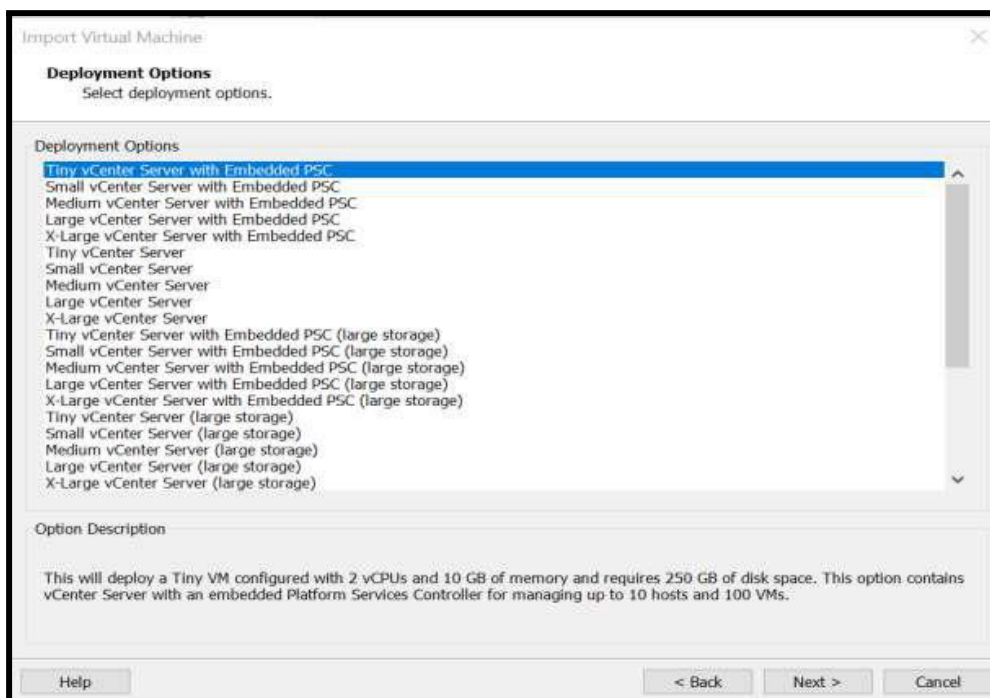 Import Virtual Machine
Deployment Options
Select deployment options.
Deployment Options
Tiny vCenter Server with Embedded PSC
Small vCenter Server with Embedded PSC
Medium vCenter Server with Embedded PSC
Large vCenter Server with Embedded PSC
X-Large vCenter Server with Embedded PSC
Tiny vCenter Server
Small vCenter Server
Medium vCenter Server
Large vCenter Server
X-Large vCenter Server
Tiny vCenter Server with Embedded PSC (large storage)
Small vCenter Server with Embedded PSC (large storage)
Medium vCenter Server with Embedded PSC (large storage)
Large vCenter Server with Embedded PSC (large storage)
X-Large vCenter Server with Embedded PSC (large storage)
Tiny vCenter Server (large storage)
Small vCenter Server (large storage)
Medium vCenter Server (large storage)
Large vCenter Server (large storage)
X-Large vCenter Server (large storage)
Option Description
This will deploy a Tiny VM configured with 2 vCPUs and 10 GB of memory and requires 250 GB of disk space. This option contains
vCenter Server with an embedded Platform Services Controller for managing up to 10 hosts and 100 VMs.
Help
< Back
Next >
Cancel